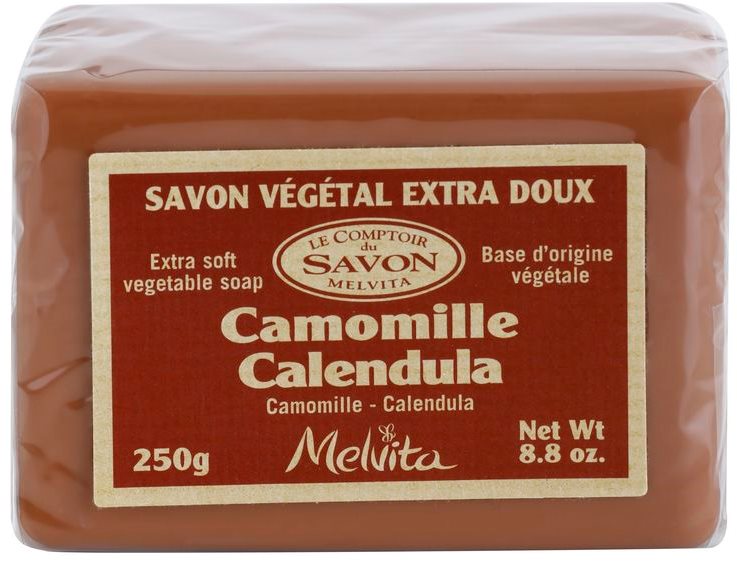 SAVON VÉGÉTAL EXTRA DOUX
Extra soft
vegetable soap
LE COMPTOIR
du
SAVON
MELVITA
Base d'origine
végétale
Camomille
Calendula
Camomille - Calendula
250g
Melvita
Net Wt
8.8 oz.